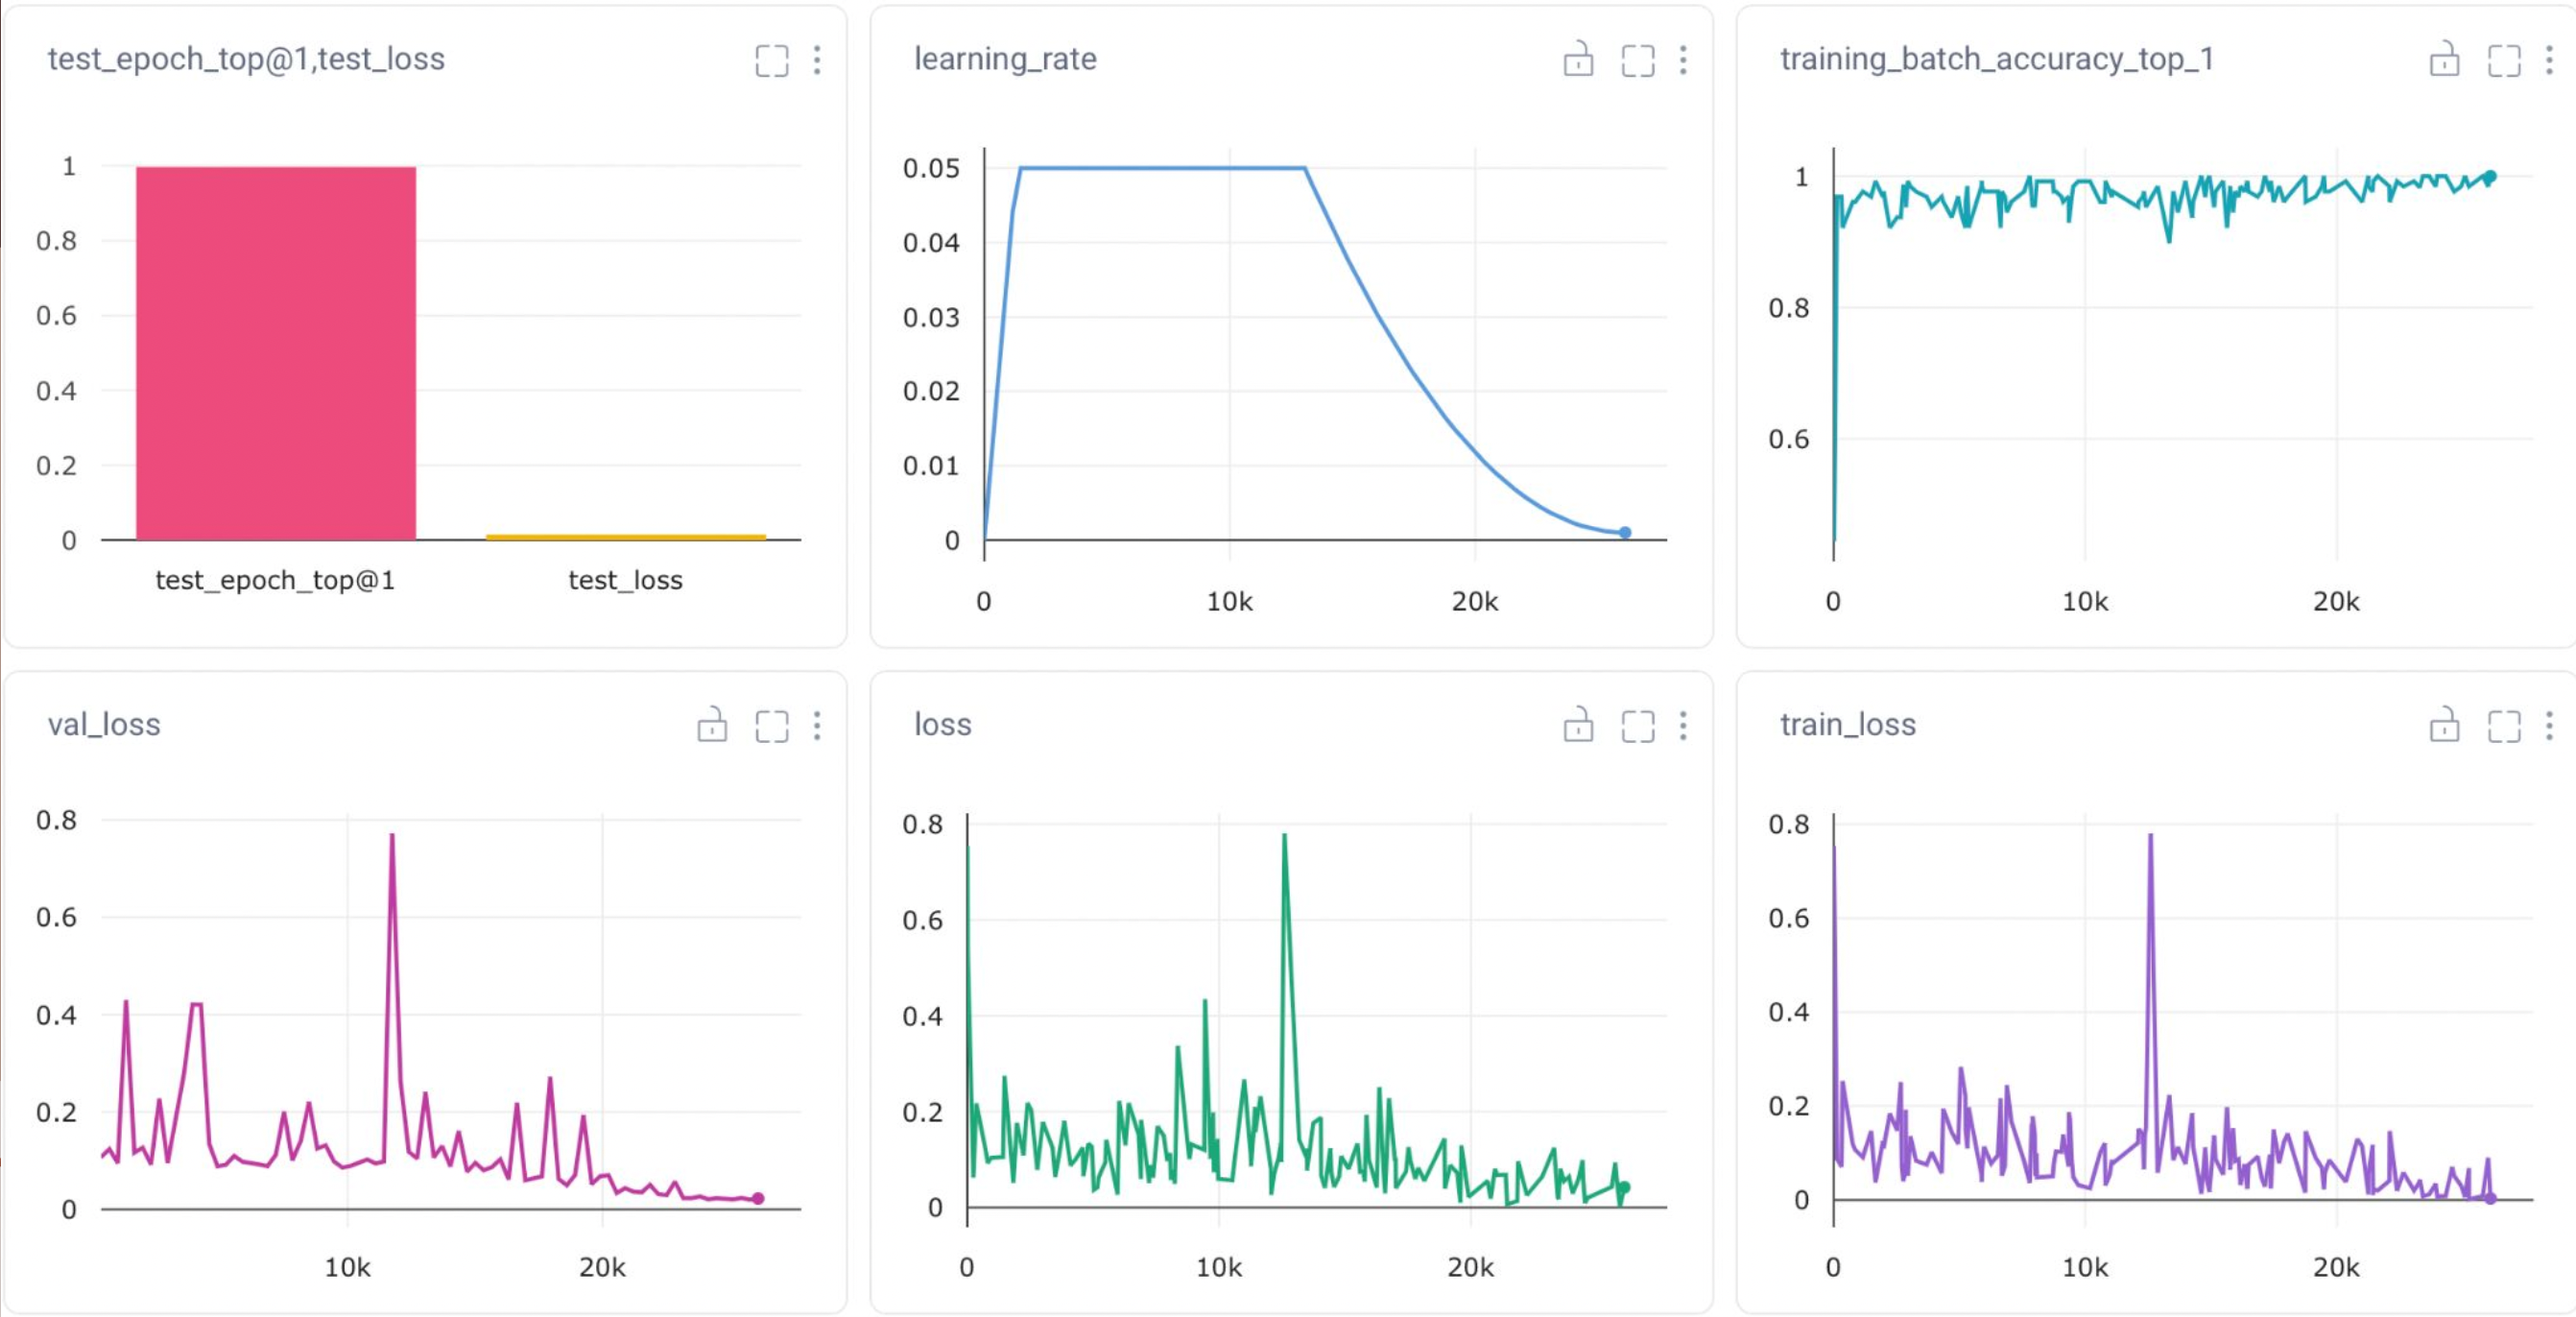 test_epoch_top@1,test_loss
1
0.8
0.6
0.4
0.2
0
test_epoch_top@1 test_loss
learning_rate
0.05
0.04
0.03
0.02
0.01
0
0 10k 20k
training_batch_accuracy_top_1
1
0.8
0.6
0 10k 20k
val_loss
0.8
0.6
0.4
0.2
0
10k 20k
loss
0.8
0.6
0.4
0.2
0
0 10k 20k
train_loss
0.8
0.6
0.4
0.2
0
0 10k 20k